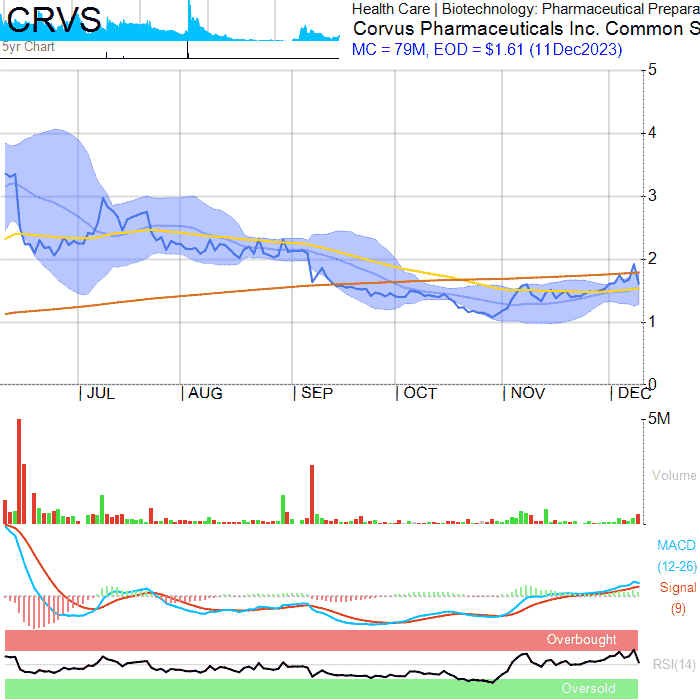 CRVS
5yr Chart
Health Care | Biotechnology: Pharmaceutical Prepara
Corvus Pharmaceuticals Inc. Common S
MC = 79M, EOD = $1.61 (11Dec2023)
5
4
3
2
1
0
JUL AUG SEP OCT NOV DEC
5M
Volume
MACD
(12-26)
Signal
(9)
Overbought
RSI(14)
Oversold